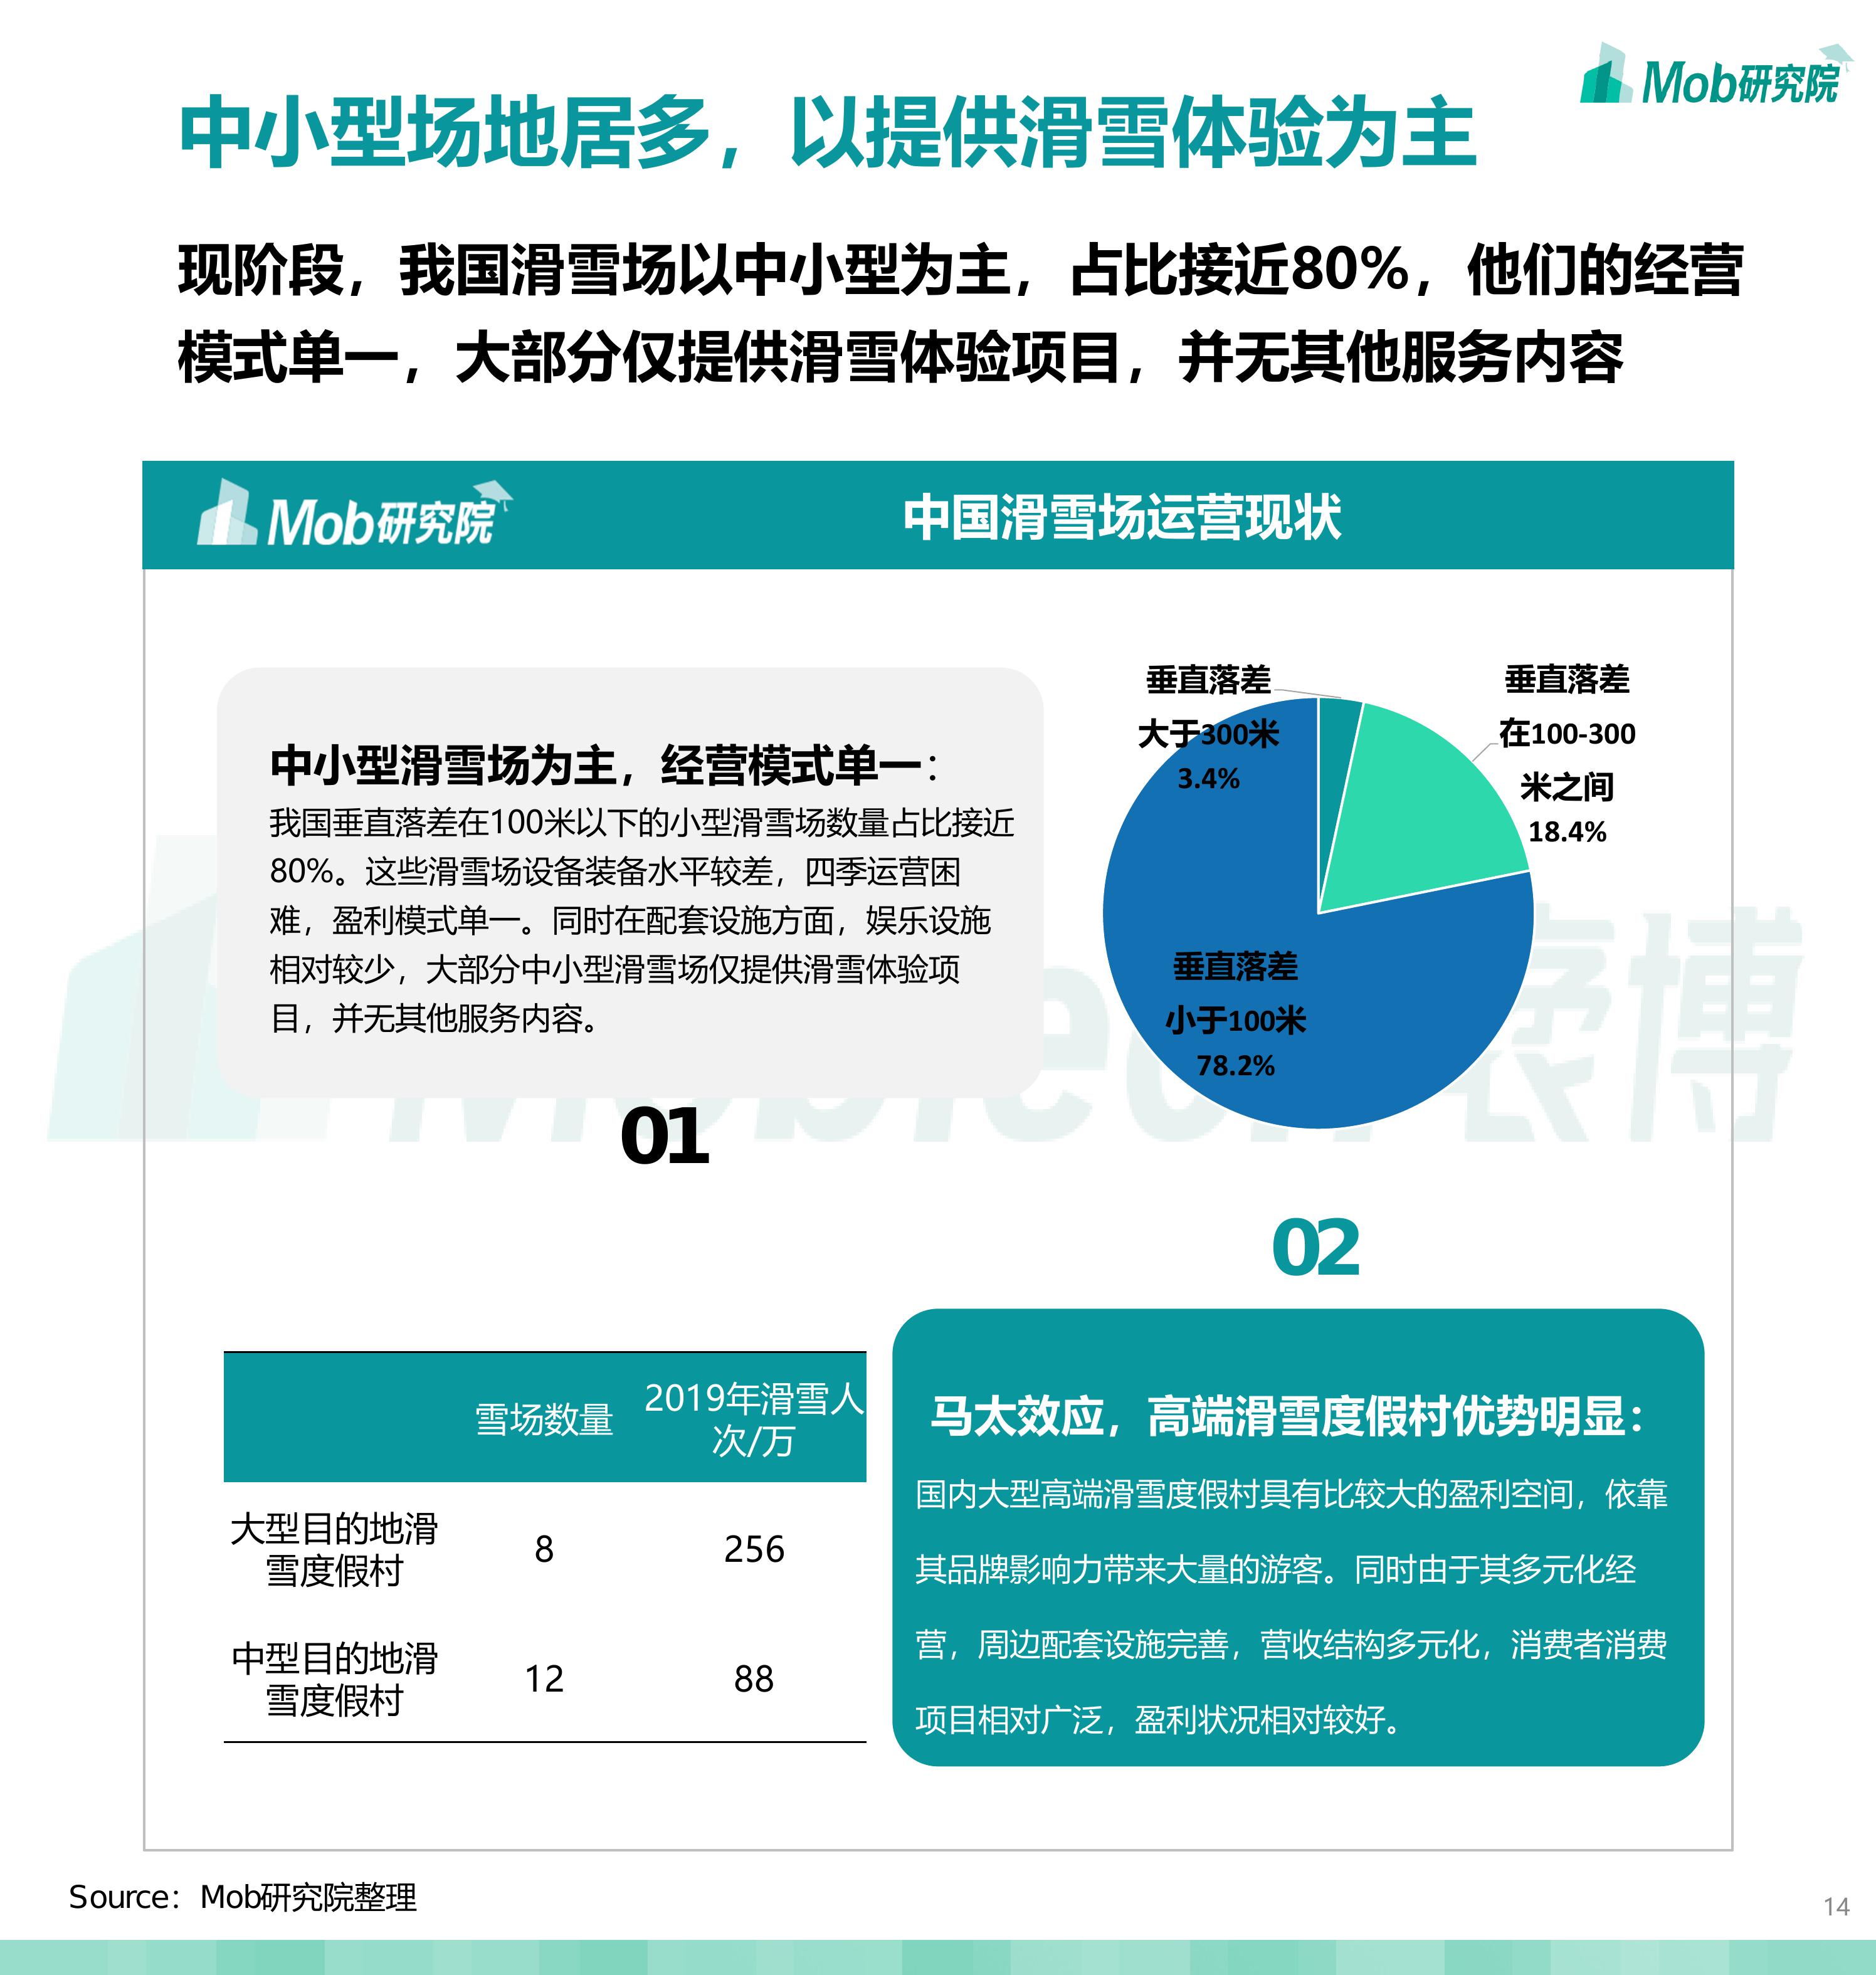 Mob研究院
中小型场地居多，以提供滑雪体验为主
现阶段，我国滑雪场以中小型为主，占比接近80%，他们的经营
模式单一，大部分仅提供滑雪体验项目，并无其他服务内容
Mob研究院
中国滑雪场运营现状
中小型滑雪场为主，经营模式单一：
我国垂直落差在100米以下的小型滑雪场数量占比接近
80%。这些滑雪场设备装备水平较差，四季运营困
难，盈利模式单一。同时在配套设施方面，娱乐设施
相对较少，大部分中小型滑雪场仅提供滑雪体验项
目，并无其他服务内容。
01
垂直落差
大于300米
3.4%
垂直落差
在100-300
米之间
18.4%
垂直落差
小于100米
78.2%
02
雪场数量
2019年滑雪人
次/万
大型目的地滑
雪度假村
8
256
中型目的地滑
雪度假村
12
88
马太效应，高端滑雪度假村优势明显：
国内大型高端滑雪度假村具有比较大的盈利空间，依靠
其品牌影响力带来大量的游客。同时由于其多元化经
营，周边配套设施完善，营收结构多元化，消费者消费
项目相对广泛，盈利状况相对较好。
Source：Mob研究院整理
14